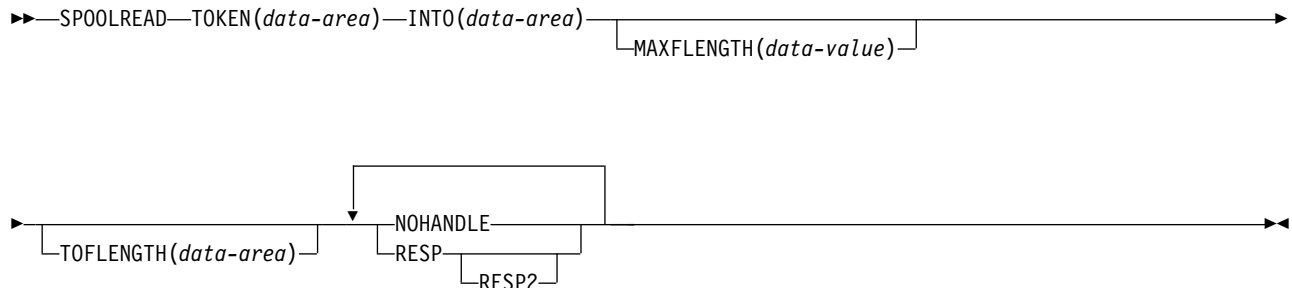 SPOOLREAD TOKEN(data-area) INTO(data-area)
MAXFLENGTH(data-value)
NOHANDLE
TOFLENGTH(data-area) RESP
RESP2